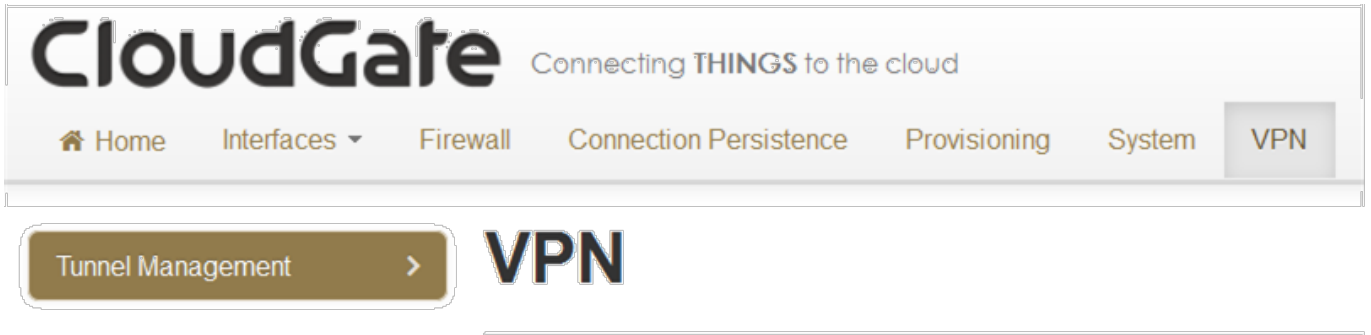 CloudGate Connecting THINGS to the cloud
Home Interfaces Firewall Connection Persistence Provisioning System VPN
Tunnel Management
VPN